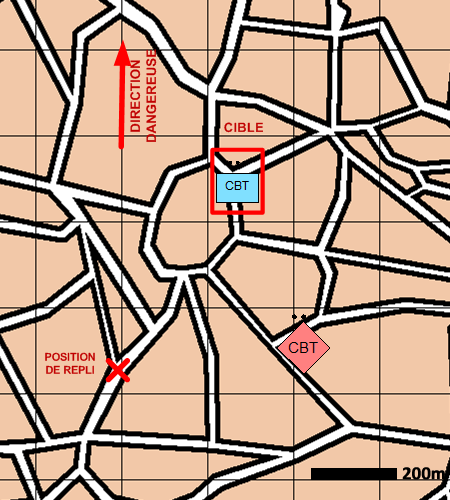 DIRECTION
DANGEREUSE
CIBLE
CBT
CBT
POSITION
DE REPLI
200m